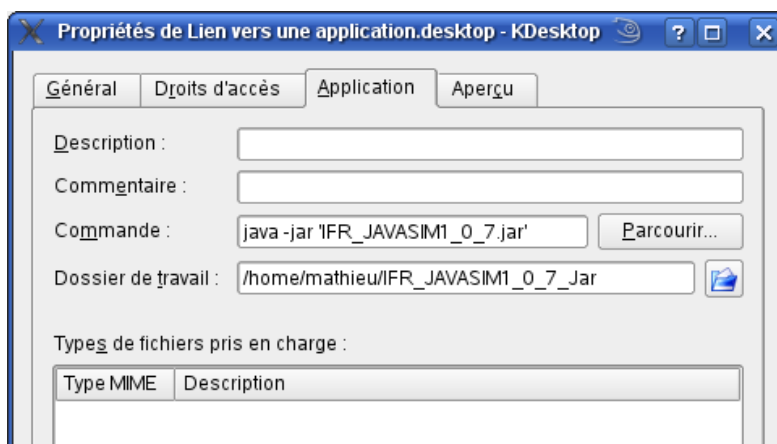 Propriétés de Lien vers une application.desktop - KDesktop
Général Droits d'accès Application Aperçu
Description :
Commentaire :
Commande : java -jar 'IFR_JAVASIM1_0_7.jar' Parcourir...
Dossier de travail : /home/mathieu/IFR_JAVASIM1_0_7_Jar
Types de fichiers pris en charge :
Type MIME Description